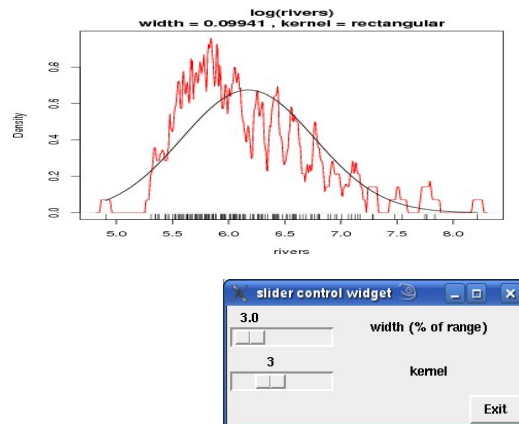 log(rivers)
width = 0.09941 , kernel = rectangular
Density
0.8
0.6
0.4
0.2
0.0
5.0 5.5 6.0 6.5 7.0 7.5 8.0
rivers
slider control widget
3.0
width (% of range)
3
kernel
Exit